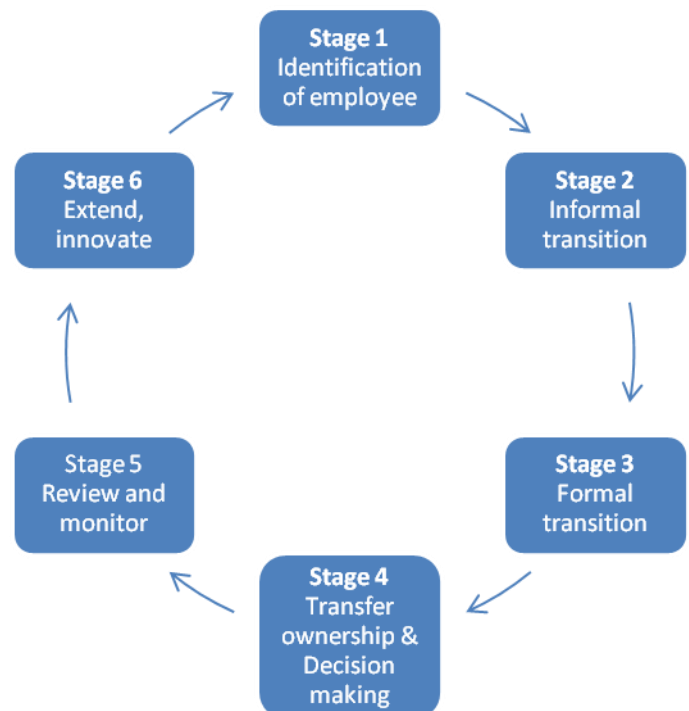 Stage 1
Identification
of employee
Stage 2
Informal
transition
Stage 3
Formal
transition
Stage 4
Transfer
ownership &
Decision
making
Stage 5
Review and
monitor
Stage 6
Extend,
innovate